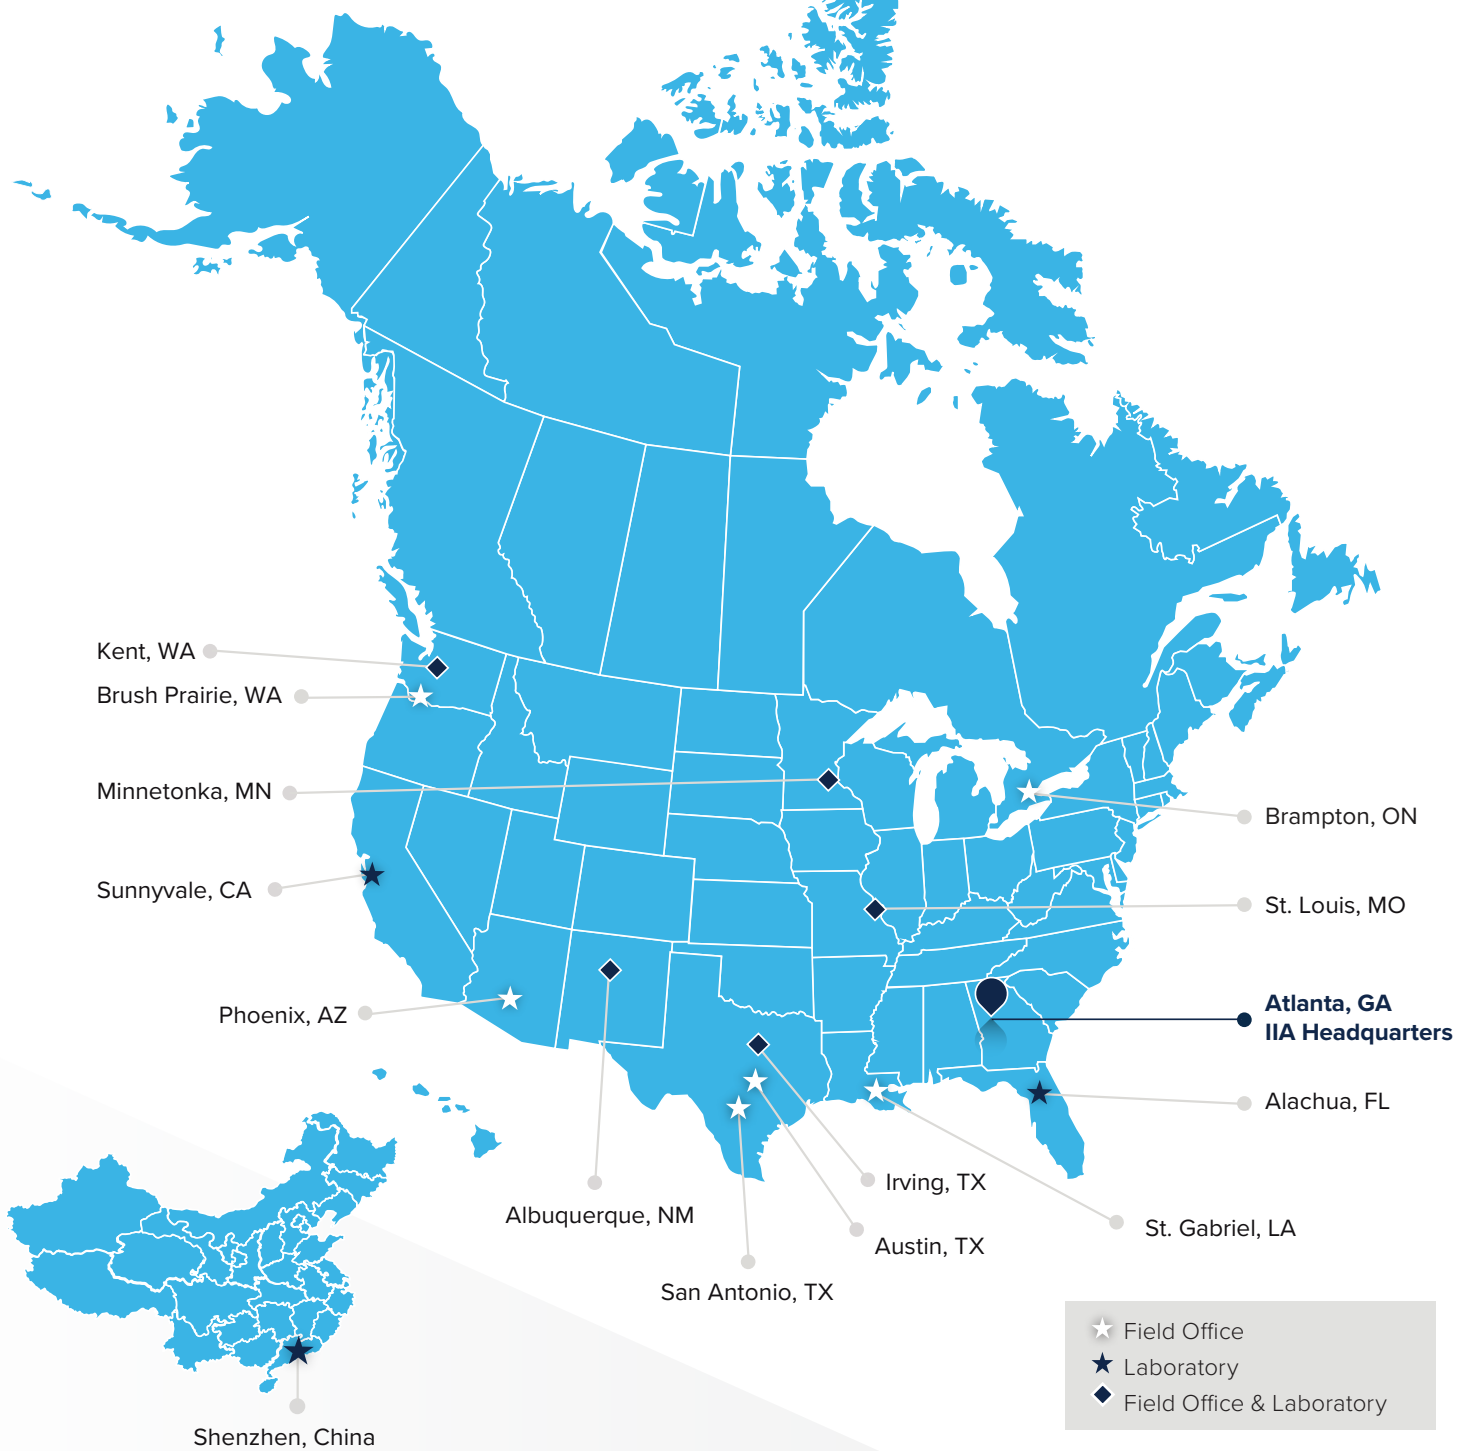 Kent, WA
Brush Prairie, WA
Minnetonka, MN
Sunnyvale, CA
Phoenix, AZ
Brampton, ON
St. Louis, MO
Atlanta, GA
IIA Headquarters
Alachua, FL
Irving, TX
Albuquerque, NM
St. Gabriel, LA
Austin, TX
San Antonio, TX
Field Office
Laboratory
Field Office & Laboratory
Shenzhen, China